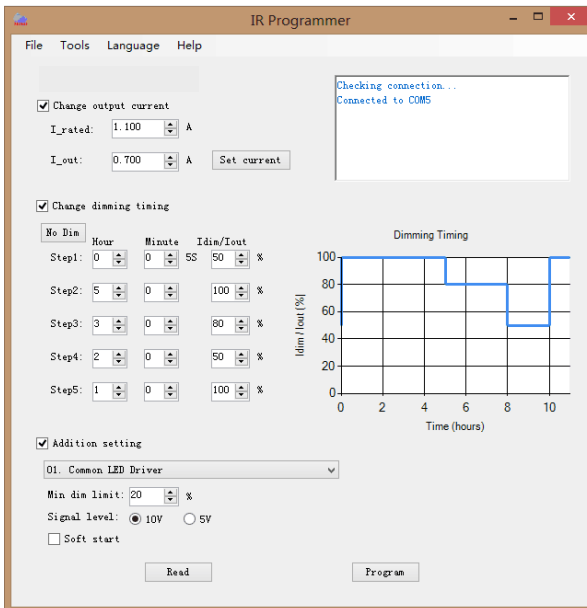 IR Programmer
File Tools Language Help
Checking connection...
Connected to COM5
Change output current
I_rated: 1.100 A
I_out: 0.700 A Set current
Change dimming timing
No Dim
Hour Minute Idim/Iout
Step1: 0 0 5S 50 %
Step2: 5 0 100 %
Step3: 3 0 80 %
Step4: 2 0 50 %
Step5: 1 0 100 %
Dimming Timing
Idim / Iout (%)
100
80
60
40
20
0
0 2 4 6 8 10
Time (hours)
Addition setting
01. Common LED Driver
Min dim limit: 20 %
Signal level: 10V 5V
Soft start
Read Program